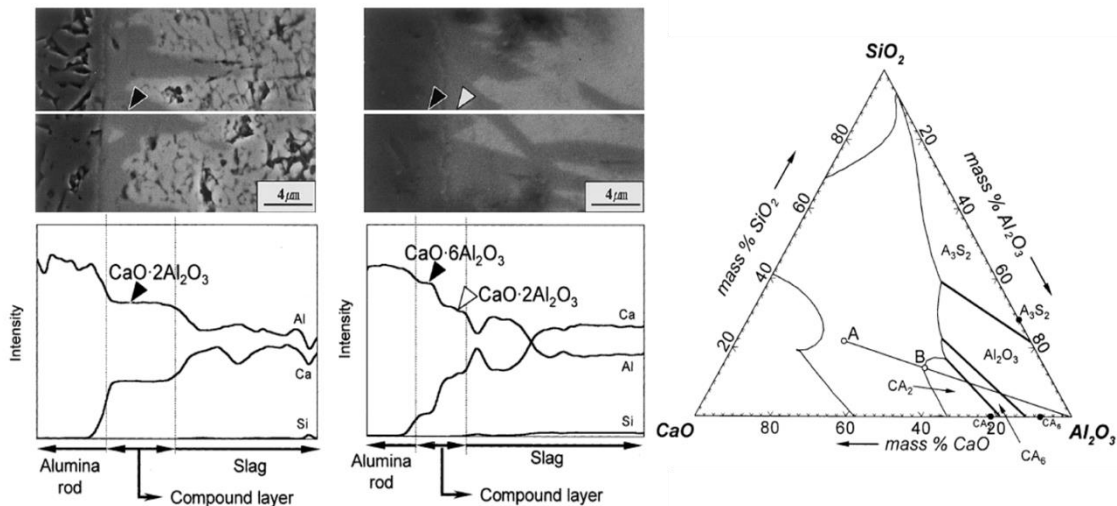 4μm
4μm
CaO·2Al₂O₃
Al
Ca
Si
Intensity
Alumina rod
Slag
Compound layer
CaO·6Al₂O₃
CaO·2Al₂O₃
Ca
Al
Si
Intensity
Alumina rod
Slag
Compound layer
SiO₂
80
60
40
20
mass % SiO₂
20
40
60
80
mass % Al₂O₃
A₃S₂
A₃S₂
Al₂O₃
A
B
CA₂
CA₆
CA₆
CaO
80
60
40
20
mass % CaO
Al₂O₃